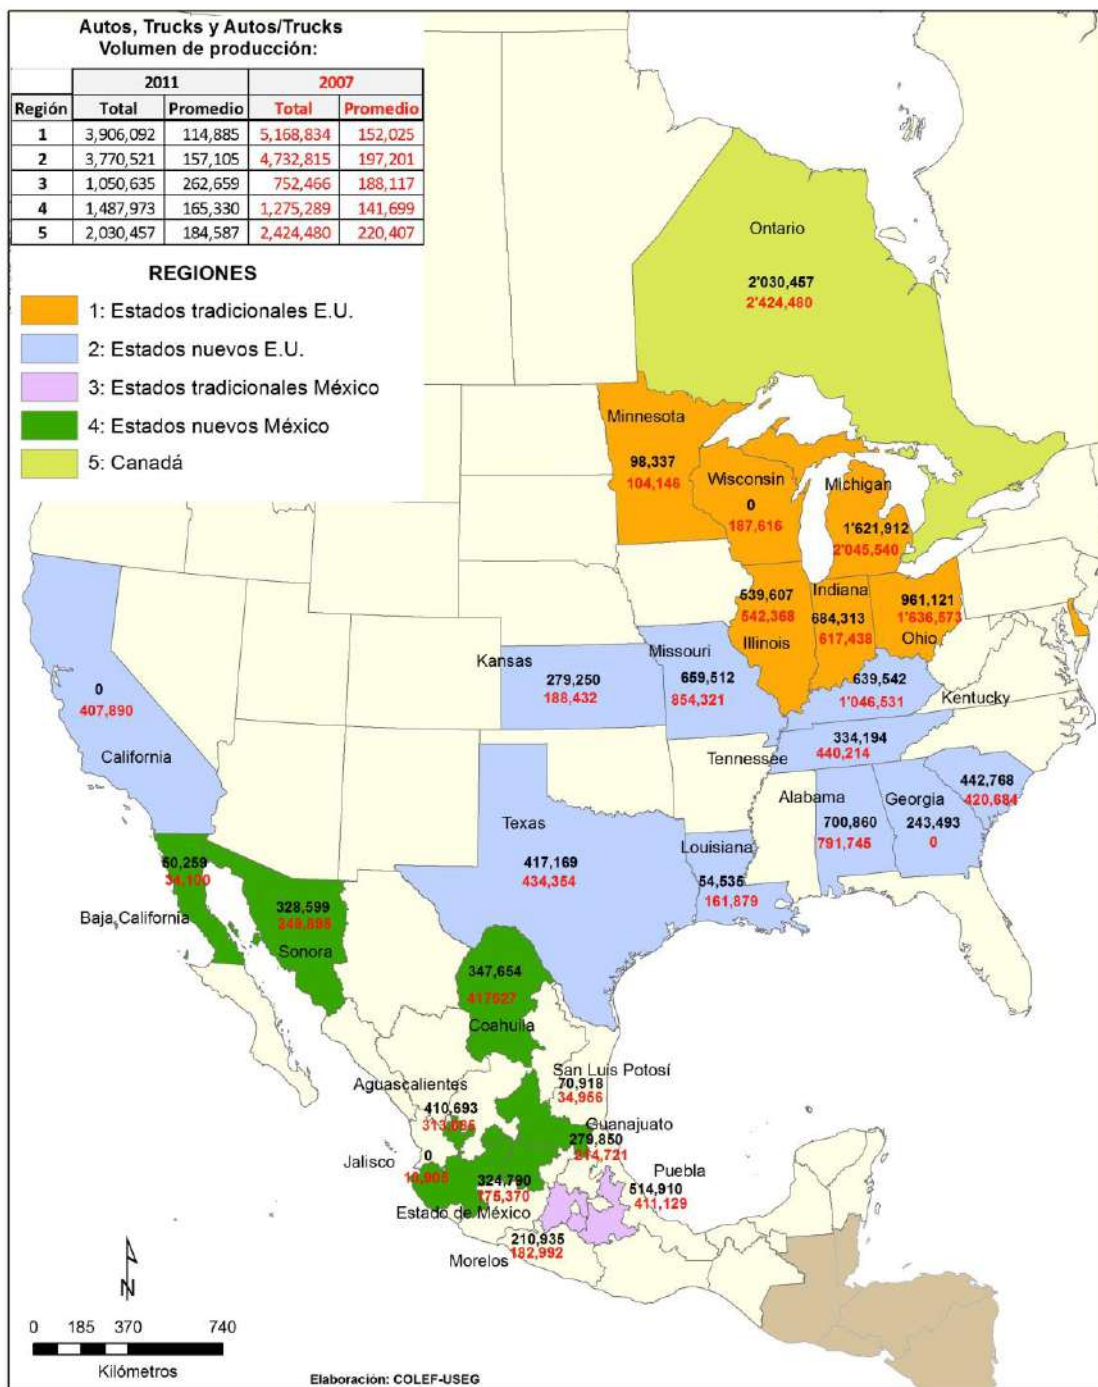 Autos, Trucks y Autos/Trucks
Volumen de producción:
2011 2007
Región Total Promedio Total Promedio
1 3,906,092 114,885 5,168,834 152,025
2 3,770,521 157,105 4,732,815 197,201
3 1,050,635 262,659 752,466 188,117
4 1,487,973 165,330 1,275,289 141,699
5 2,030,457 184,587 2,424,480 220,407
REGIONES
1: Estados tradicionales E.U.
2: Estados nuevos E.U.
3: Estados tradicionales México
4: Estados nuevos México
5: Canadá
Ontario
2'030,457
2'424,480
Minnesota
98,337
104,146
Wisconsin
0
187,616
Michigan
1'621,912
2'045,540
539,607
542,368
Illinois
Indiana
684,313
617,438
961,121
1'636,573
Ohio
Kansas
279,250
188,432
Missouri
659,512
854,321
639,542
1'046,531
Kentucky
0
407,890
California
334,194
440,214
Tennessee
442,768
420,684
Alabama
700,860
791,745
Georgia
243,493
0
Texas
417,169
434,354
Louisiana
54,535
161,879
50,259
34,100
Baja California
328,599
Sonora
347,654
417627
Coahuila
San Luis Potosí
70,918
34,956
Aguascalientes
410,693
Guanajuato
279,850
214,721
Jalisco
0
10,905
324,790
Estado de México
Puebla
514,910
411,129
210,935
182,992
Morelos
N
0 185 370 740
Kilómetros
Elaboración: COLEF-USEG